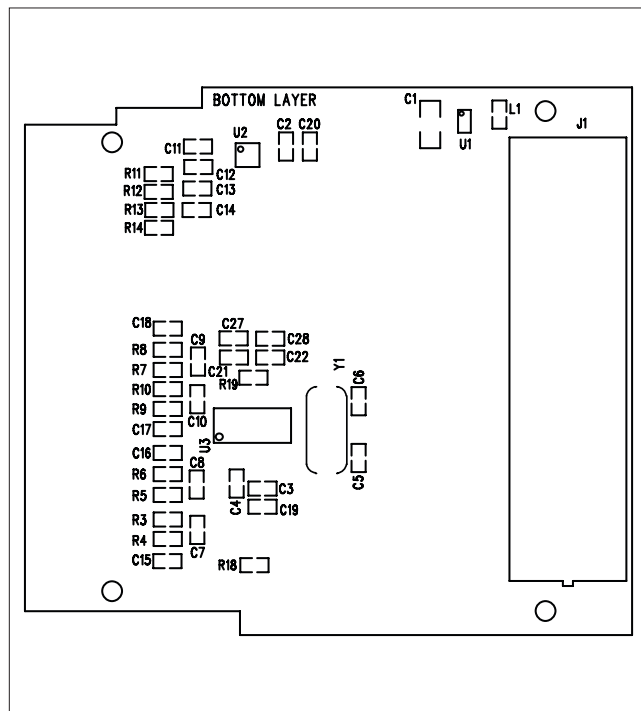 BOTTOM LAYER
C1
L1
J1
U1
U2
C2
C20
C11
C12
R11
R12
C13
R13
C14
R14
C18
C27
C9
C28
R8
C21
C22
R7
R19
Y1
C6
R10
R9
C10
C17
U3
C16
C8
C5
R6
R5
C4
C3
C19
R3
R4
C7
C15
R18